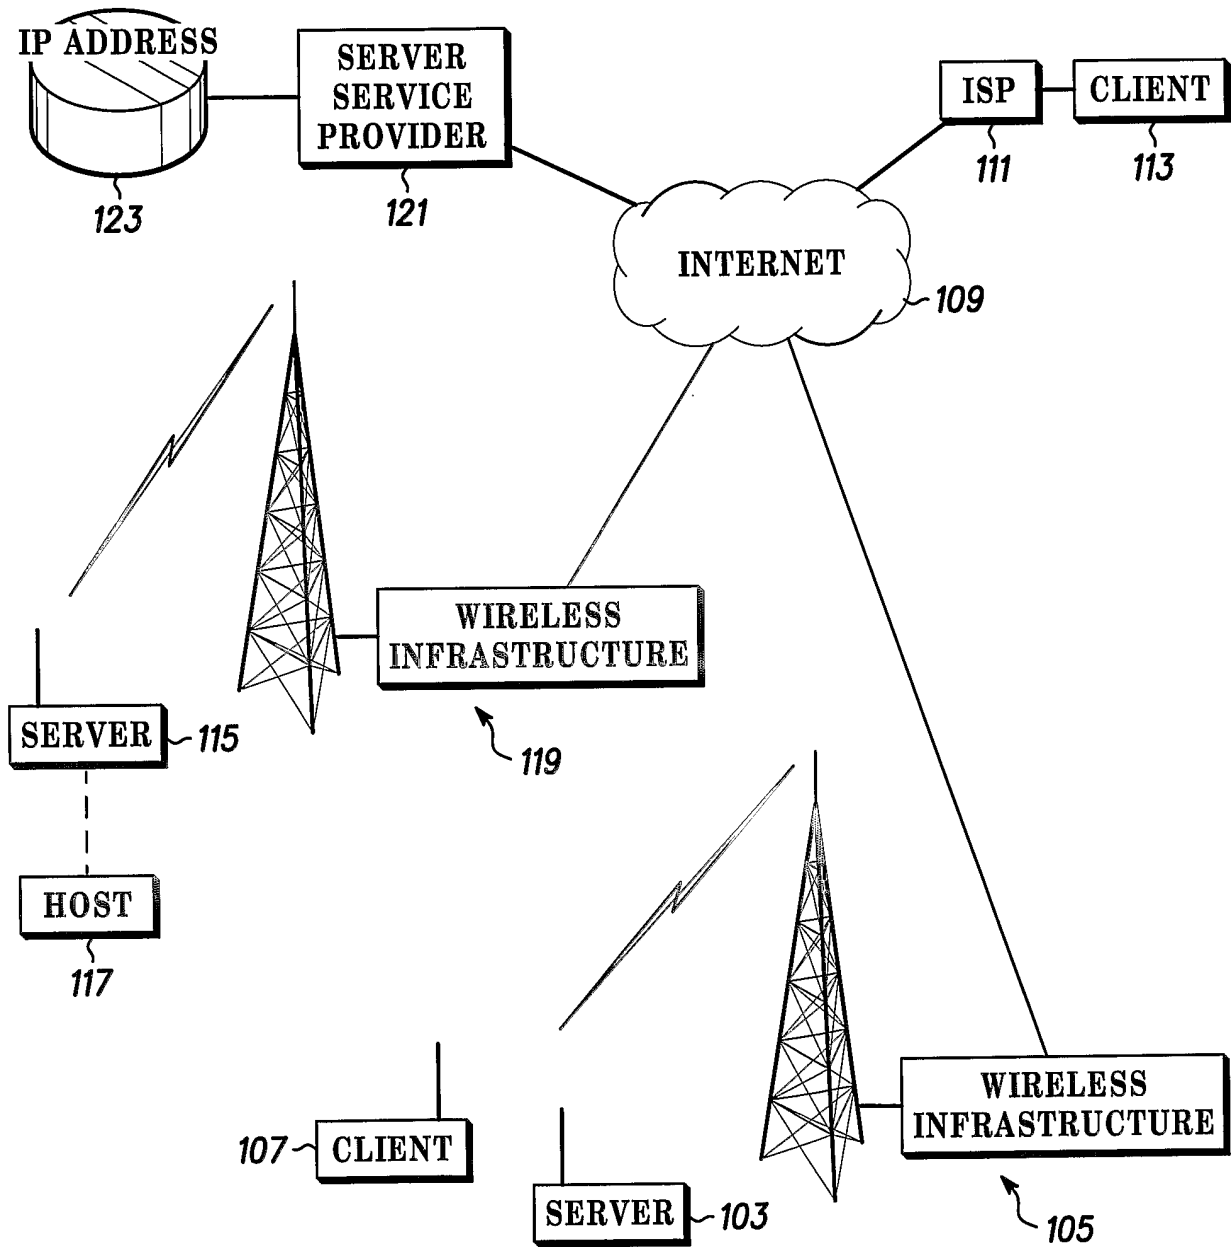 IP ADDRESS
123
SERVER
SERVICE
PROVIDER
121
ISP
111
CLIENT
113
INTERNET
109
WIRELESS
INFRASTRUCTURE
119
SERVER
115
HOST
117
CLIENT
107
SERVER
103
WIRELESS
INFRASTRUCTURE
105